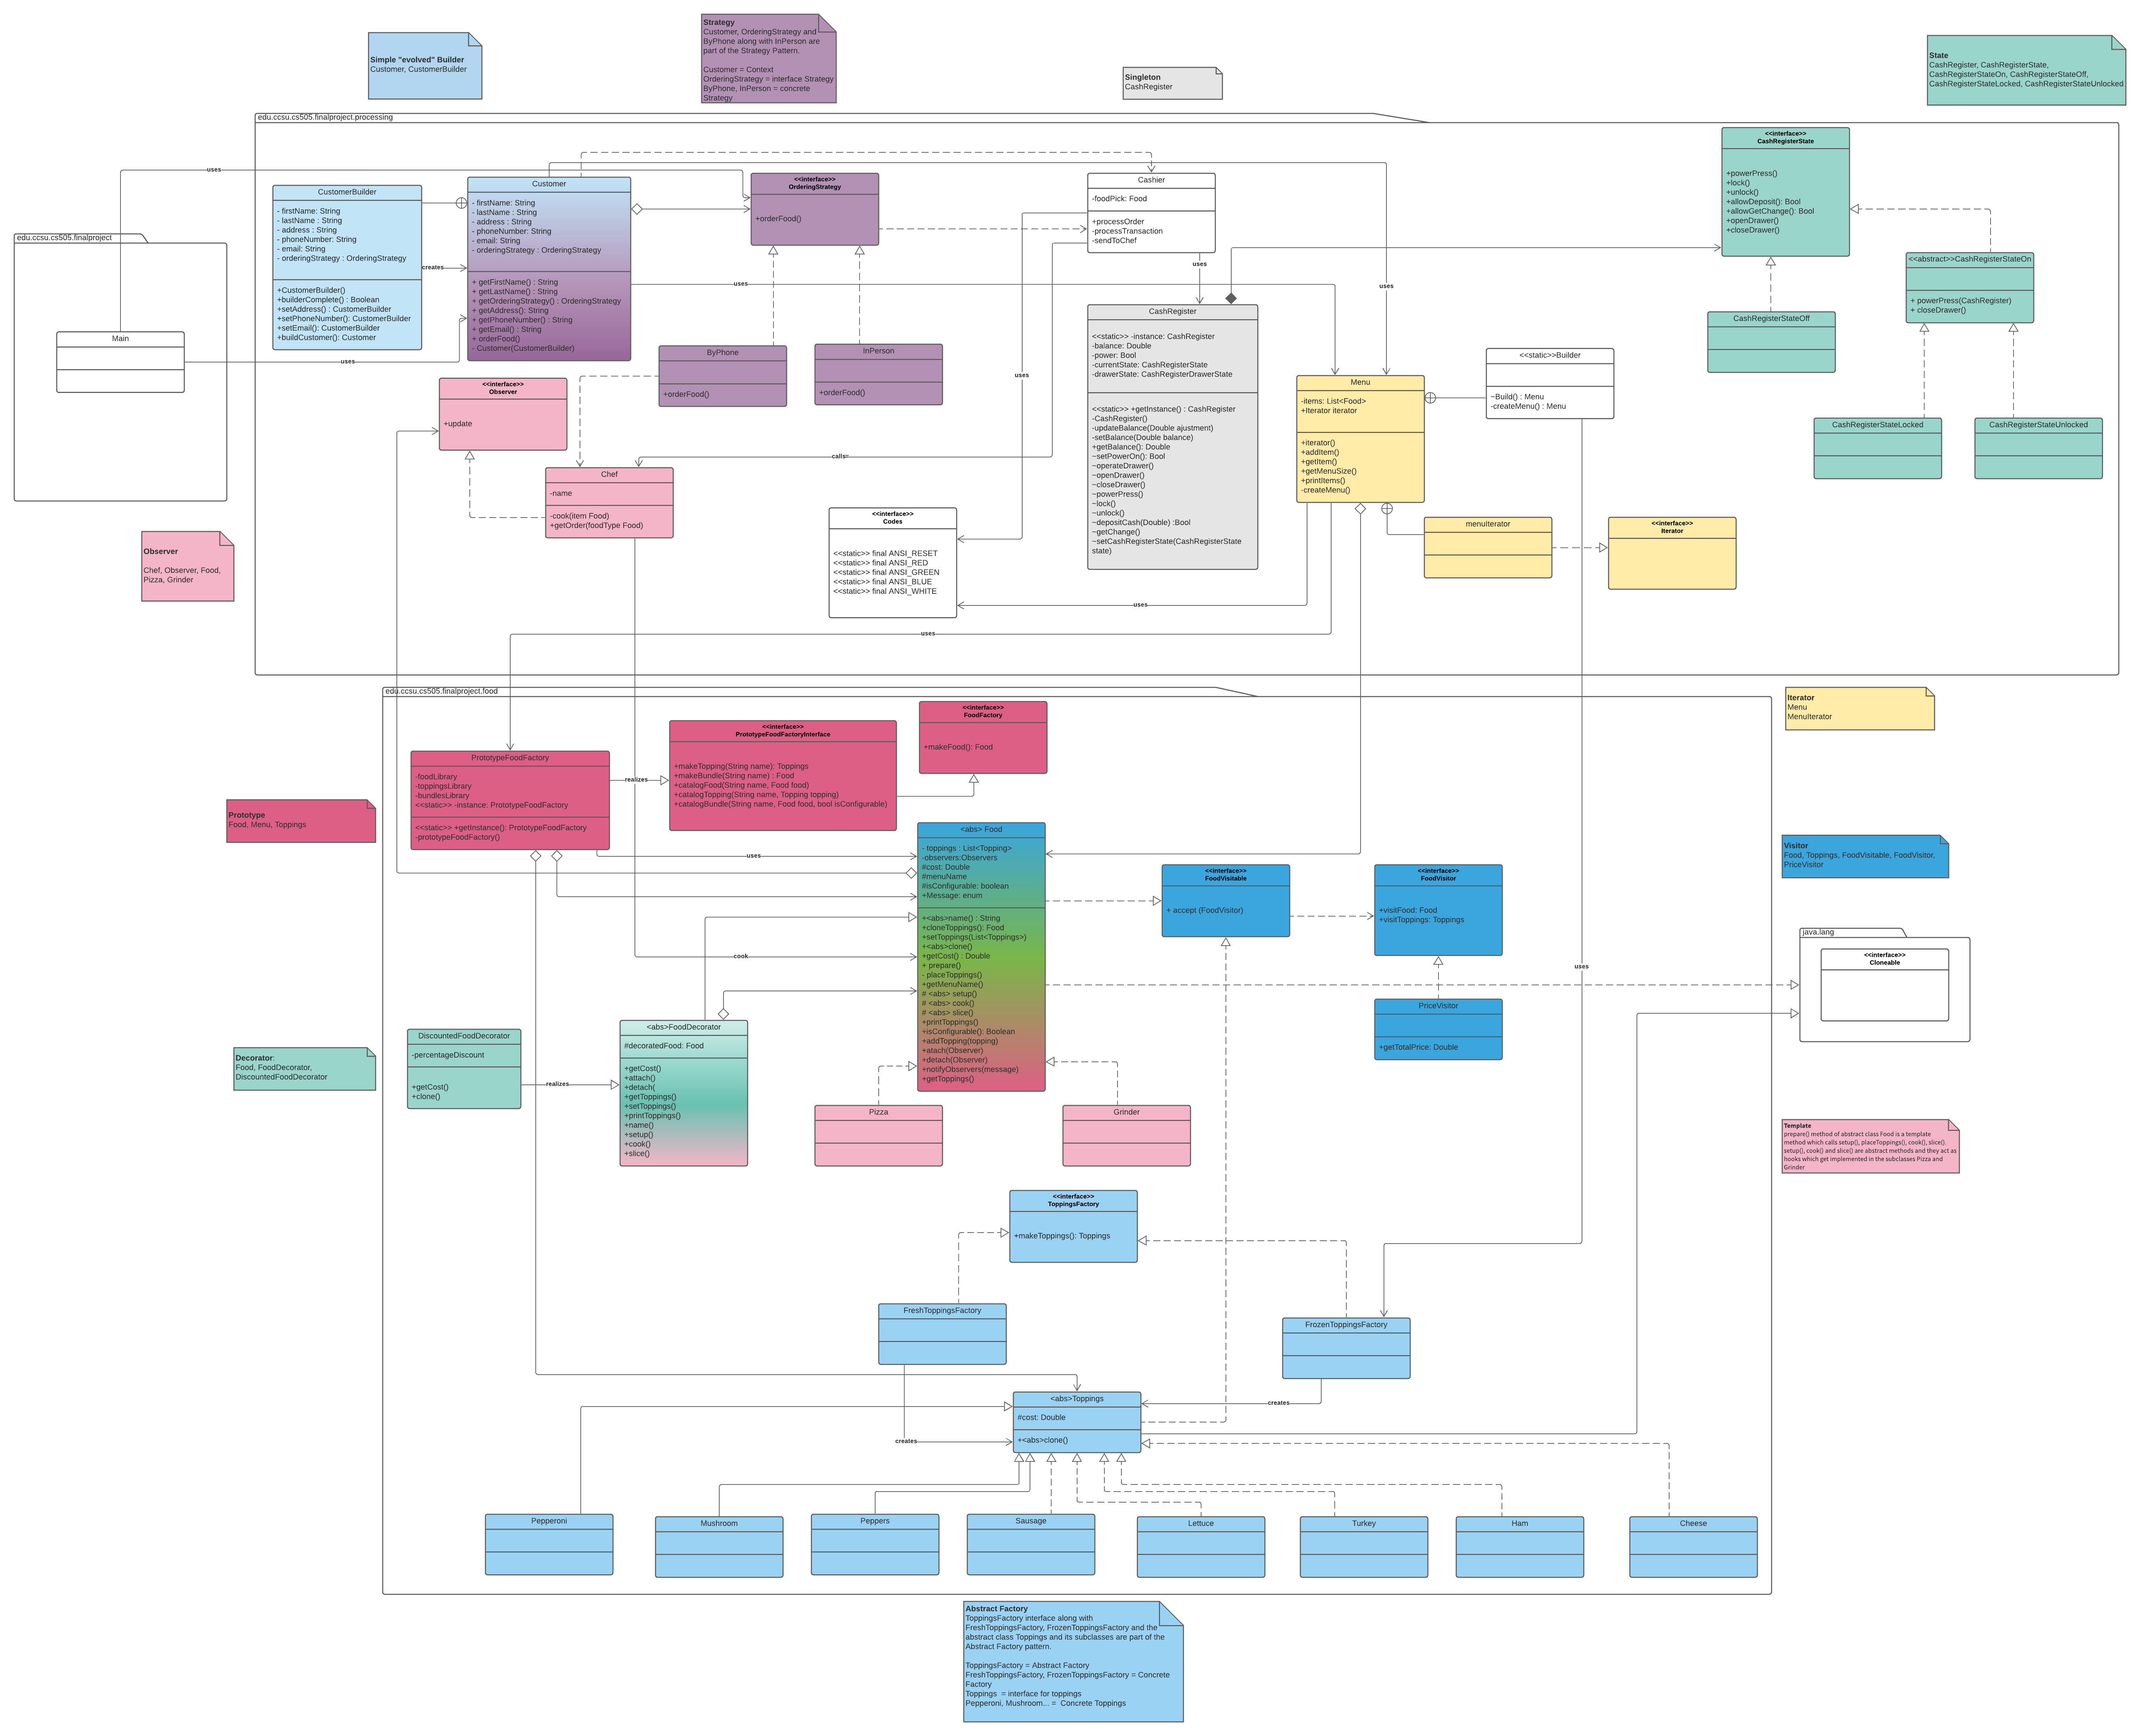 Simple "evolved" Builder
Customer, CustomerBuilder
Strategy
Customer, OrderingStrategy and
ByPhone along with InPerson are
part of the Strategy Pattern.
Customer = Context
OrderingStrategy = interface Strategy
ByPhone, InPerson = concrete
Strategy
Singleton
CashRegister
State
CashRegister, CashRegisterState,
CashRegisterStateOn, CashRegisterStateOff,
CashRegisterStateLocked, CashRegisterStateUnlocked
edu.ccsu.cs505.finalproject.processing
uses
CustomerBuilder
- firstName: String
- lastName : String
- address : String
- phoneNumber: String
- email: String
- orderingStrategy : OrderingStrategy
+CustomerBuilder()
+builderComplete() : Boolean
+setAddress() : CustomerBuilder
+setPhoneNumber(): CustomerBuilder
+setEmail(): CustomerBuilder
+buildCustomer(): Customer
creates
Customer
- firstName: String
- lastName : String
- address : String
- phoneNumber: String
- email: String
- orderingStrategy : OrderingStrategy
+ getFirstName() : String
+ getLastName() : String
+ getOrderingStrategy() : OrderingStrategy
+ getAddress(): String
+ getPhoneNumber() : String
+ getEmail() : String
+ orderFood()
- Customer(CustomerBuilder)
<<interface>>
OrderingStrategy
+orderFood()
Cashier
-foodPick: Food
+processOrder
-processTransaction
-sendToChef
<<interface>>
CashRegisterState
+powerPress()
+lock()
+unlock()
+allowDeposit(): Bool
+allowGetChange(): Bool
+openDrawer()
+closeDrawer()
<<abstract>>CashRegisterStateOn
+ powerPress(CashRegister)
+ closeDrawer()
edu.ccsu.cs505.finalproject
Main
uses
uses
uses
uses
uses
ByPhone
+orderFood()
InPerson
+orderFood()
CashRegister
<<static>> -instance: CashRegister
-balance: Double
-power: Bool
-currentState: CashRegisterState
-drawerState: CashRegisterDrawerState
<<static>> +getInstance() : CashRegister
-CashRegister()
-updateBalance(Double ajustment)
-setBalance(Double balance)
+getBalance(): Double
~setPowerOn(): Bool
~operateDrawer()
~openDrawer()
~closeDrawer()
~powerPress()
~lock()
~unlock()
~depositCash(Double) :Bool
~getChange()
~setCashRegisterState(CashRegisterState
state)
CashRegisterStateOff
<<static>>Builder
~Build() : Menu
-createMenu() : Menu
Menu
-items: List<Food>
+Iterator iterator
+iterator()
+addItem()
+getItem()
+getMenuSize()
+printItems()
-createMenu()
CashRegisterStateLocked
CashRegisterStateUnlocked
<<interface>>
Observer
+update
calls=
Chef
-name
-cook(item Food)
+getOrder(foodType Food)
<<interface>>
Codes
<<static>> final ANSI_RESET
<<static>> final ANSI_RED
<<static>> final ANSI_GREEN
<<static>> final ANSI_BLUE
<<static>> final ANSI_WHITE
menuIterator
<<interface>>
Iterator
Observer
Chef, Observer, Food,
Pizza, Grinder
uses
uses
edu.ccsu.cs505.finalproject.food
Iterator
Menu
MenuIterator
<<interface>>
FoodFactory
+makeFood(): Food
<<interface>>
PrototypeFoodFactoryInterface
+makeTopping(String name): Toppings
+makeBundle(String name) : Food
+catalogFood(String name, Food food)
+catalogTopping(String name, Topping topping)
+catalogBundle(String name, Food food, bool isConfigurable)
PrototypeFoodFactory
-foodLibrary
-toppingsLibrary
-bundlesLibrary
<<static>> -instance: PrototypeFoodFactory
<<static>> +getInstance(): PrototypeFoodFactory
-prototypeFoodFactory()
realizes
Prototype
Food, Menu, Toppings
uses
<abs> Food
- toppings : List<Topping>
-observers:Observers
#cost: Double
#menuName
#isConfigurable: boolean
+Message: enum
+<abs>name() : String
+cloneToppings(): Food
+setToppings(List<Toppings>)
+<abs>clone()
+getCost() : Double
+ prepare()
- placeToppings()
+getMenuName()
# <abs> setup()
# <abs> cook()
# <abs> slice()
+printToppings()
+isConfigurable(): Boolean
+addTopping(topping)
+atach(Observer)
+detach(Observer)
+notifyObservers(message)
+getToppings()
<<interface>>
FoodVisitable
+ accept (FoodVisitor)
<<interface>>
FoodVisitor
+visitFood: Food
+visitToppings: Toppings
Visitor
Food, Toppings, FoodVisitable, FoodVisitor,
PriceVisitor
java.lang
<<interface>>
Cloneable
cook
uses
PriceVisitor
+getTotalPrice: Double
Decorator:
Food, FoodDecorator,
DiscountedFoodDecorator
DiscountedFoodDecorator
-percentageDiscount
+getCost()
+clone()
realizes
<abs>FoodDecorator
#decoratedFood: Food
+getCost()
+attach()
+detach(
+getToppings()
+setToppings()
+printToppings()
+name()
+setup()
+cook()
+slice()
Pizza
Grinder
Template
prepare() method of abstract class Food is a template
method which calls setup(), placeToppings(), cook(), slice().
setup(), cook() and slice() are abstract methods and they act as
hooks which get implemented in the subclasses Pizza and
Grinder
<<interface>>
ToppingsFactory
+makeToppings(): Toppings
FreshToppingsFactory
FrozenToppingsFactory
creates
<abs>Toppings
#cost: Double
+<abs>clone()
creates
Pepperoni
Mushroom
Peppers
Sausage
Lettuce
Turkey
Ham
Cheese
Abstract Factory
ToppingsFactory interface along with
FreshToppingsFactory, FrozenToppingsFactory and the
abstract class Toppings and its subclasses are part of the
Abstract Factory pattern.
ToppingsFactory = Abstract Factory
FreshToppingsFactory, FrozenToppingsFactory = Concrete
Factory
Toppings = interface for toppings
Pepperoni, Mushroom... = Concrete Toppings